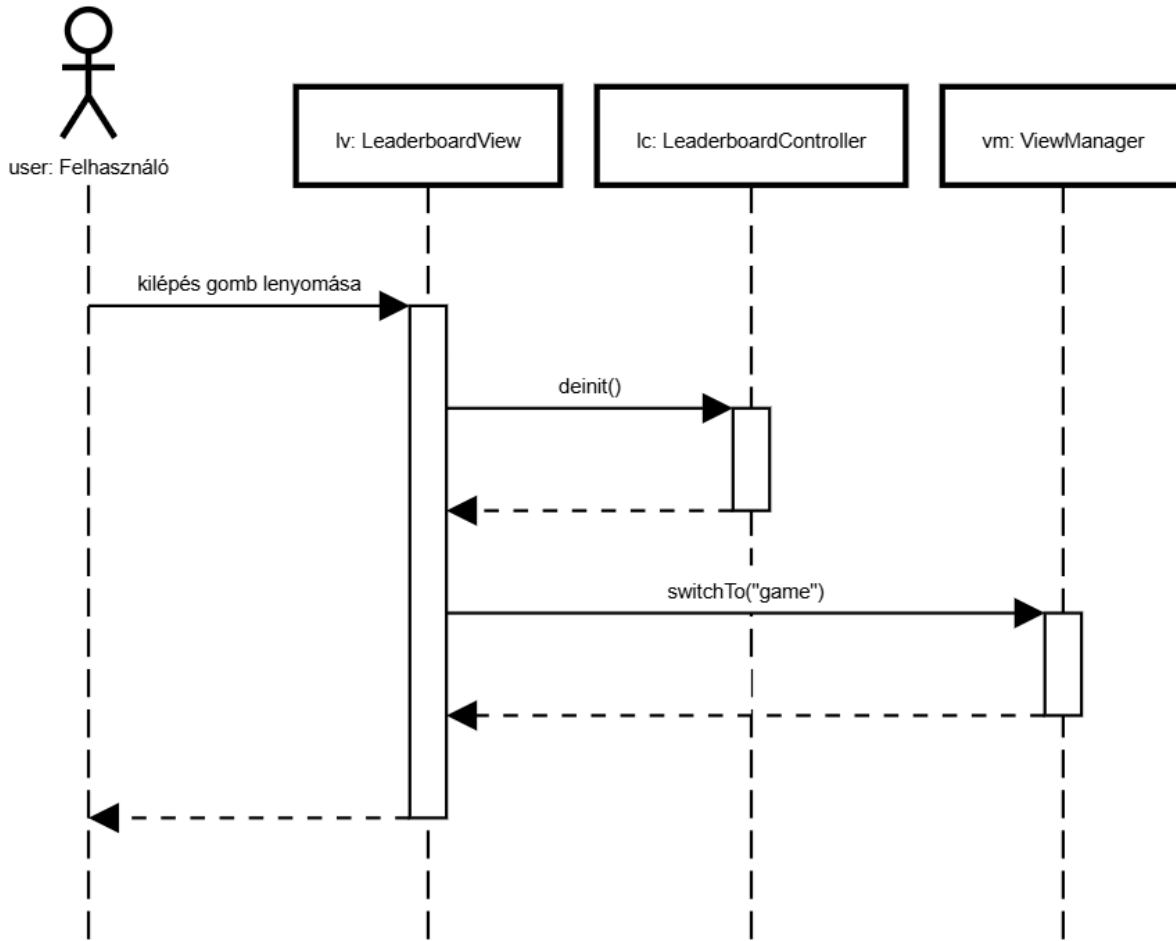 lv: LeaderboardView
lc: LeaderboardController
vm: ViewManager
user: Felhasználó
kilépés gomb lenyomása
deinit()
switchTo("game")